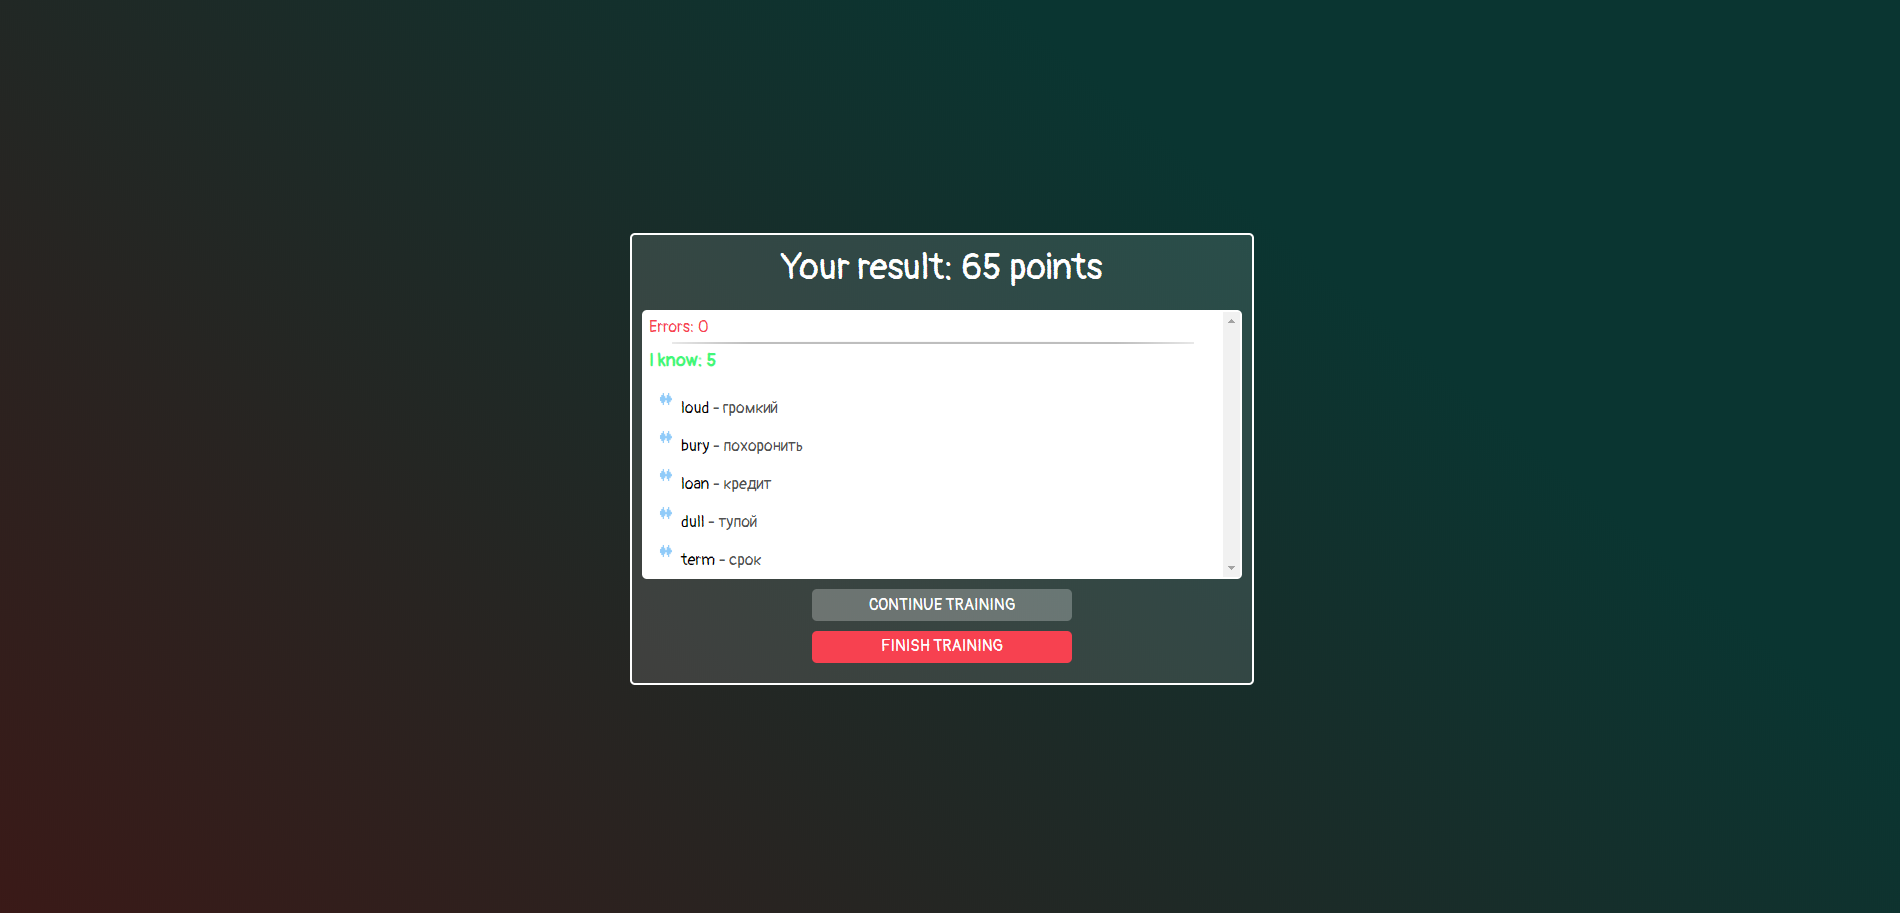 Your result: 65 points
Errors: 0
I know: 5
loud - громкий
bury - похоронить
loan - кредит
dull - тупой
term - срок
CONTINUE TRAINING
FINISH TRAINING